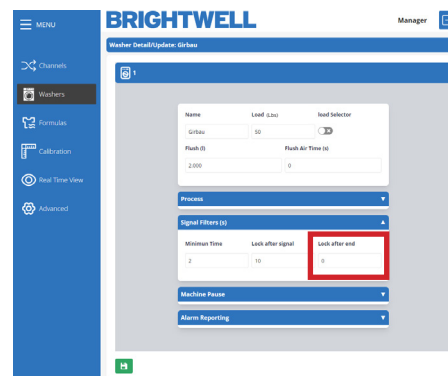 MENU
BRIGHTWELL
Manager
Washer Detail/Update: Girbau
Channels
1
Washers
Name Load (Lbs) load Selector
Formulas
Girbau 50
Flush (l) Flush Air Time (s)
Calibration
2.000 0
Real Time View
Process
Advanced
Signal Filters (s)
Minimun Time Lock after signal Lock after end
2 10 0
Machine Pause
Alarm Reporting